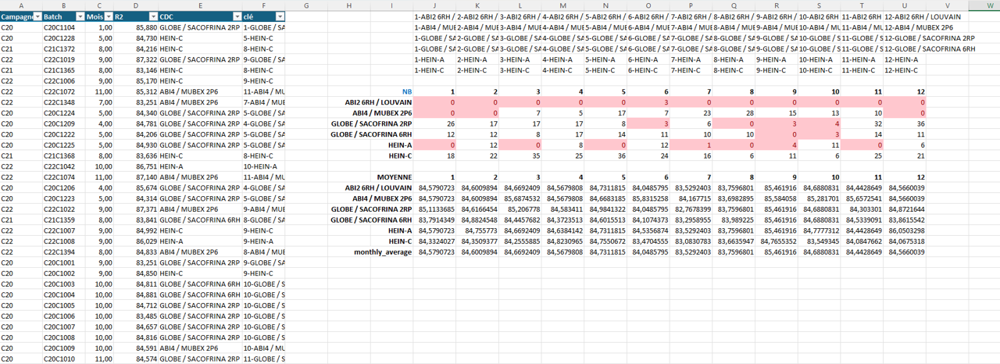 A B C D E F G H I J K L M N O P Q R S T U V W
Campagne Batch Mois R2 CDC clé 1-ABI2 6RH / 2-ABI2 6RH / 3-ABI2 6RH / 4-ABI2 6RH / 5-ABI2 6RH / 6-ABI2 6RH / 7-ABI2 6RH / 8-ABI2 6RH / 9-ABI2 6RH / 10-ABI2 6RH 11-ABI2 6RH 12-ABI2 6RH / LOUVAIN
C20 C20C1104 1,00 85,880 GLOBE / SACOFRINA 2RP 1-GLOBE / SA 1-ABI4 / MUE 2-ABI4 / MUE 3-ABI4 / MUE 4-ABI4 / MUE 5-ABI4 / MUE 6-ABI4 / MUE 7-ABI4 / MUE 8-ABI4 / MUE 9-ABI4 / MUE 10-ABI4 / MU 11-ABI4 / MU 12-ABI4 / MUBEX 2P6
C20 C20C1228 5,00 84,730 HEIN-C 5-HEIN-C 1-GLOBE / SA 2-GLOBE / SA 3-GLOBE / SA 4-GLOBE / SA 5-GLOBE / SA 6-GLOBE / SA 7-GLOBE / SA 8-GLOBE / SA 9-GLOBE / SA 10-GLOBE / S 11-GLOBE / S 12-GLOBE / SACOFRINA 2RP
C21 C21C1372 8,00 84,216 HEIN-C 8-HEIN-C 1-GLOBE / SA 2-GLOBE / SA 3-GLOBE / SA 4-GLOBE / SA 5-GLOBE / SA 6-GLOBE / SA 7-GLOBE / SA 8-GLOBE / SA 9-GLOBE / SA 10-GLOBE / S 11-GLOBE / S 12-GLOBE / SACOFRINA 6RH
C22 C22C1019 9,00 87,322 GLOBE / SACOFRINA 2RP 9-GLOBE / SA 1-HEIN-A 2-HEIN-A 3-HEIN-A 4-HEIN-A 5-HEIN-A 6-HEIN-A 7-HEIN-A 8-HEIN-A 9-HEIN-A 10-HEIN-A 11-HEIN-A 12-HEIN-A
C21 C21C1365 8,00 83,146 HEIN-C 8-HEIN-C 1-HEIN-C 2-HEIN-C 3-HEIN-C 4-HEIN-C 5-HEIN-C 6-HEIN-C 7-HEIN-C 8-HEIN-C 9-HEIN-C 10-HEIN-C 11-HEIN-C 12-HEIN-C
C22 C22C1006 9,00 85,170 HEIN-C 9-HEIN-C
C22 C22C1072 11,00 85,312 ABI4 / MUBEX 2P6 11-ABI4 / MU NB 1 2 3 4 5 6 7 8 9 10 11 12
C22 C22C1348 7,00 83,251 ABI4 / MUBEX 2P6 7-ABI4 / MUE ABI2 6RH / LOUVAIN 0 0 0 0 0 3 0 0 0 0 0 0
C20 C20C1224 5,00 84,340 GLOBE / SACOFRINA 2RP 5-GLOBE / SA ABI4 / MUBEX 2P6 0 0 7 5 17 7 23 28 15 13 10 0
C20 C20C1209 4,00 84,781 GLOBE / SACOFRINA 2RP 4-GLOBE / SA GLOBE / SACOFRINA 2RP 26 17 17 17 8 3 6 0 3 4 32 36
C20 C20C1222 5,00 84,206 GLOBE / SACOFRINA 2RP 5-GLOBE / SA GLOBE / SACOFRINA 6RH 12 12 8 17 14 11 10 10 0 3 14 11
C20 C20C1225 5,00 84,930 GLOBE / SACOFRINA 2RP 5-GLOBE / SA HEIN-A 0 12 0 8 0 12 1 0 4 11 0 6
C21 C21C1368 8,00 83,636 HEIN-C 8-HEIN-C HEIN-C 18 22 35 25 36 24 16 6 11 6 25 21
C22 C22C1042 10,00 86,751 HEIN-A 10-HEIN-A
C22 C22C1074 11,00 87,140 ABI4 / MUBEX 2P6 11-ABI4 / MU MOYENNE 1 2 3 4 5 6 7 8 9 10 11 12
C20 C20C1206 4,00 85,674 GLOBE / SACOFRINA 2RP 4-GLOBE / SA ABI2 6RH / LOUVAIN 84,5790723 84,6009894 84,6692409 84,5679808 84,7311815 84,0485795 83,5292403 83,7596801 85,461916 84,6880831 84,4428649 84,5660039
C20 C20C1223 5,00 84,314 GLOBE / SACOFRINA 2RP 5-GLOBE / SA ABI4 / MUBEX 2P6 84,5790723 84,6009894 85,6874532 84,5679808 84,6683185 85,8315258 84,167715 83,6982895 85,584058 85,281701 85,6572541 84,5660039
C22 C22C1022 9,00 87,371 ABI4 / MUBEX 2P6 9-ABI4 / MUE GLOBE / SACOFRINA 2RP 85,1133685 84,6166454 85,206778 84,583411 84,9841322 84,0485795 82,7678399 83,7596801 85,461916 84,6880831 84,303301 84,8721644
C21 C21C1359 8,00 83,841 GLOBE / SACOFRINA 6RH 8-GLOBE / SA GLOBE / SACOFRINA 6RH 83,7914349 84,8824548 84,4457682 84,3723513 84,6015513 84,1074373 83,2958955 83,989225 85,461916 84,6880831 84,5339091 83,8615542
C22 C22C1007 9,00 84,992 HEIN-C 9-HEIN-C HEIN-A 84,5790723 84,755773 84,6692409 84,6384142 84,7311815 84,5356874 83,5292403 83,7596801 85,461916 84,7777312 84,4428649 86,0503298
C22 C22C1008 9,00 86,029 HEIN-A 9-HEIN-A HEIN-C 84,3324027 84,3509377 84,2555885 84,8230965 84,7550672 83,4704555 83,0830783 83,6635947 84,7655352 83,549345 84,0847662 84,0675318
C22 C22C1394 8,00 84,833 ABI4 / MUBEX 2P6 8-ABI4 / MUE monthly_average 84,5790723 84,6009894 84,6692409 84,5679808 84,7311815 84,0485795 83,5292403 83,7596801 85,461916 84,6880831 84,4428649 84,5660039
C20 C20C1001 9,00 83,251 GLOBE / SACOFRINA 2RP 9-GLOBE / SA
C20 C20C1002 9,00 84,850 HEIN-C 9-HEIN-C
C20 C20C1003 10,00 84,811 GLOBE / SACOFRINA 6RH 10-GLOBE / S
C20 C20C1004 10,00 84,881 GLOBE / SACOFRINA 6RH 10-GLOBE / S
C20 C20C1005 10,00 84,712 GLOBE / SACOFRINA 2RP 10-GLOBE / S
C20 C20C1006 10,00 83,485 GLOBE / SACOFRINA 2RP 10-GLOBE / S
C20 C20C1007 10,00 84,657 GLOBE / SACOFRINA 2RP 10-GLOBE / S
C20 C20C1008 10,00 84,816 GLOBE / SACOFRINA 2RP 10-GLOBE / S
C20 C20C1009 10,00 84,591 ABI4 / MUBEX 2P6 10-ABI4 / MU
C20 C20C1010 11,00 84,574 GLOBE / SACOFRINA 2RP 11-GLOBE / S